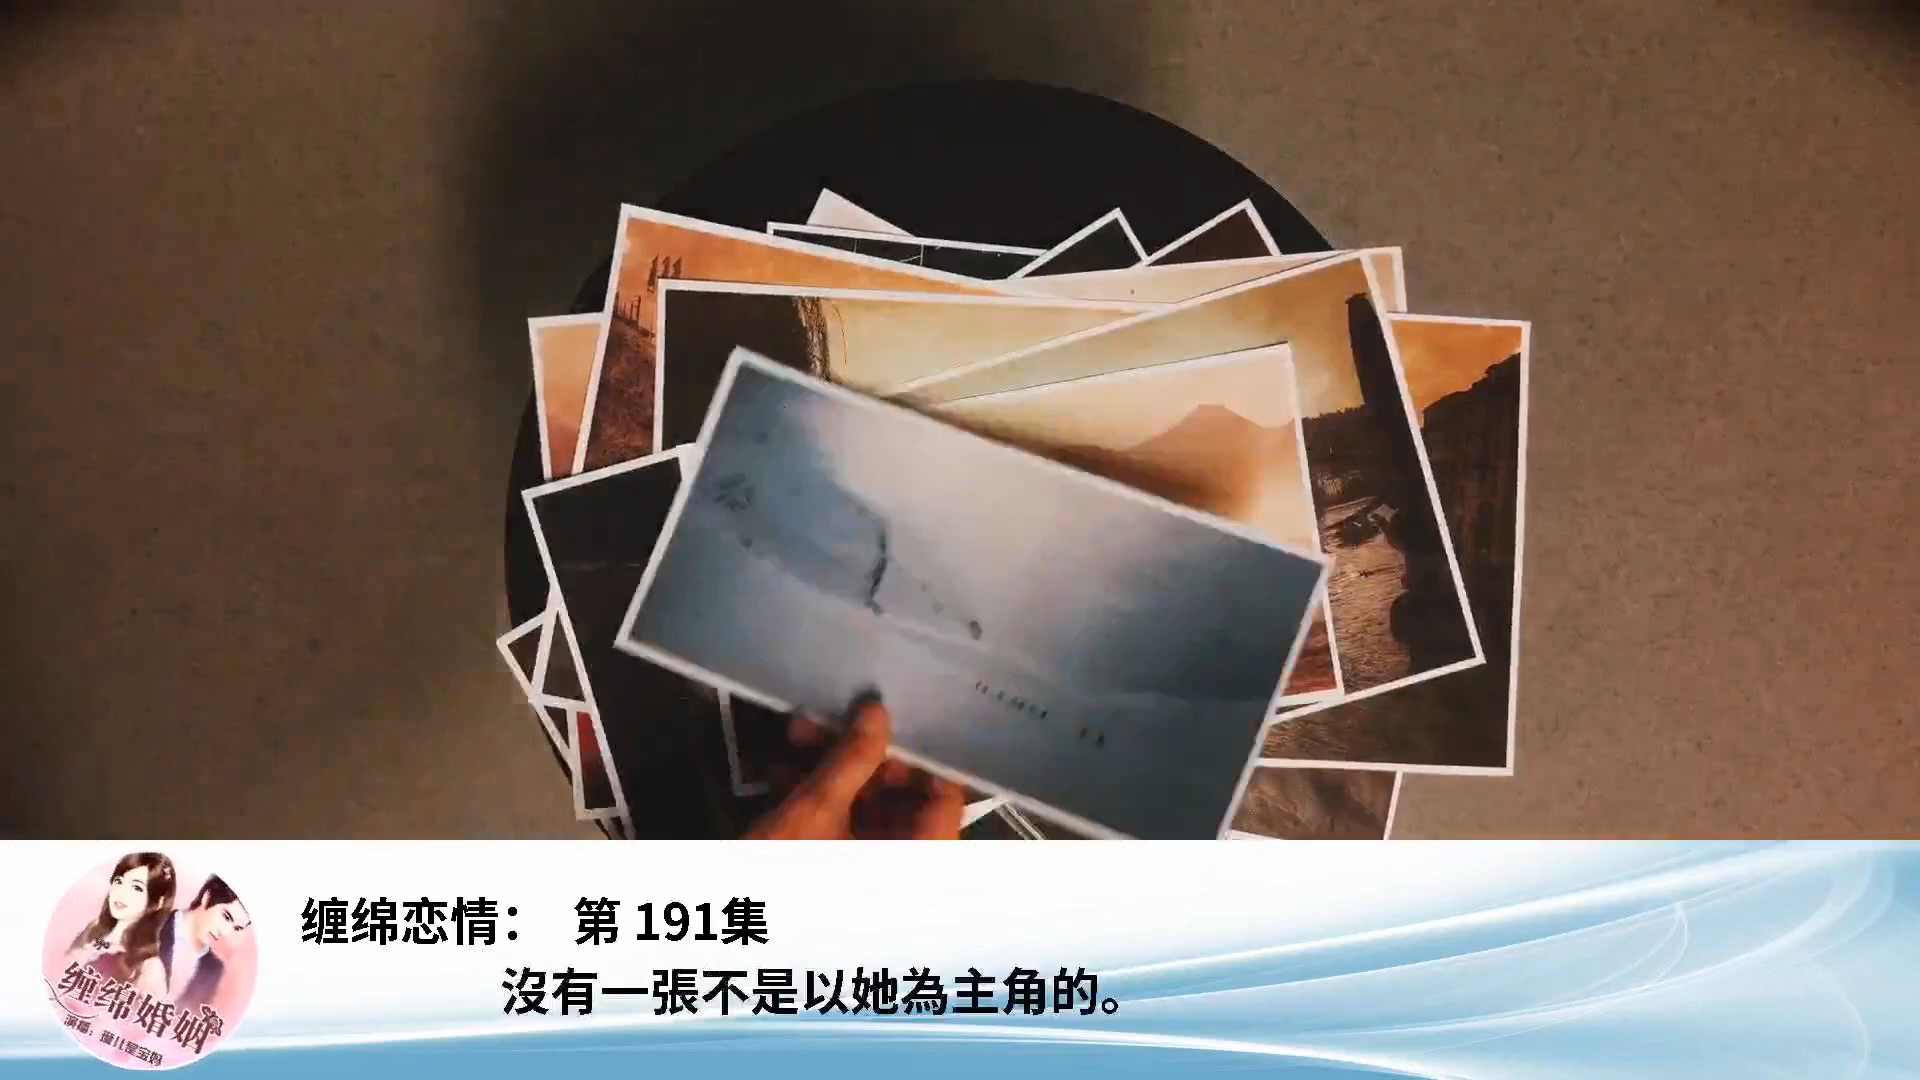 缠绵恋情： 第 191集
沒有一張不是以她為主角的。
缠绵婚姻